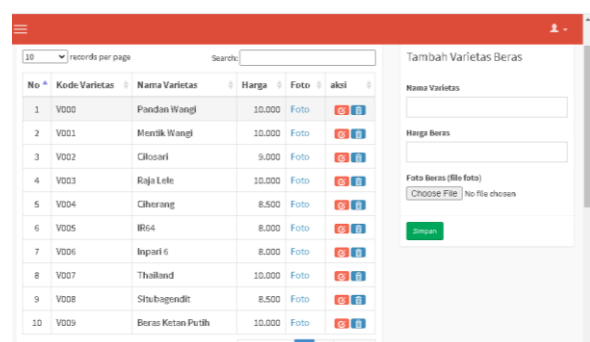 10 records per page Search:
No Kode Varietas Nama Varietas Harga Foto aksi
1 V000 Pandan Wangi 10.000 Foto
2 V001 Mentik Wangi 10.000 Foto
3 V002 Cilosari 9.000 Foto
4 V003 Raja Lele 10.000 Foto
5 V004 Ciherang 8.500 Foto
6 V005 IR64 8.000 Foto
7 V006 Inpari 6 8.000 Foto
8 V007 Thailand 10.000 Foto
9 V008 Situbagendit 8.500 Foto
10 V009 Beras Ketan Putih 10.000 Foto
Tambah Varietas Beras
Nama Varietas
Harga Beras
Foto Beras (file foto)
Choose File No file chosen
Simpan